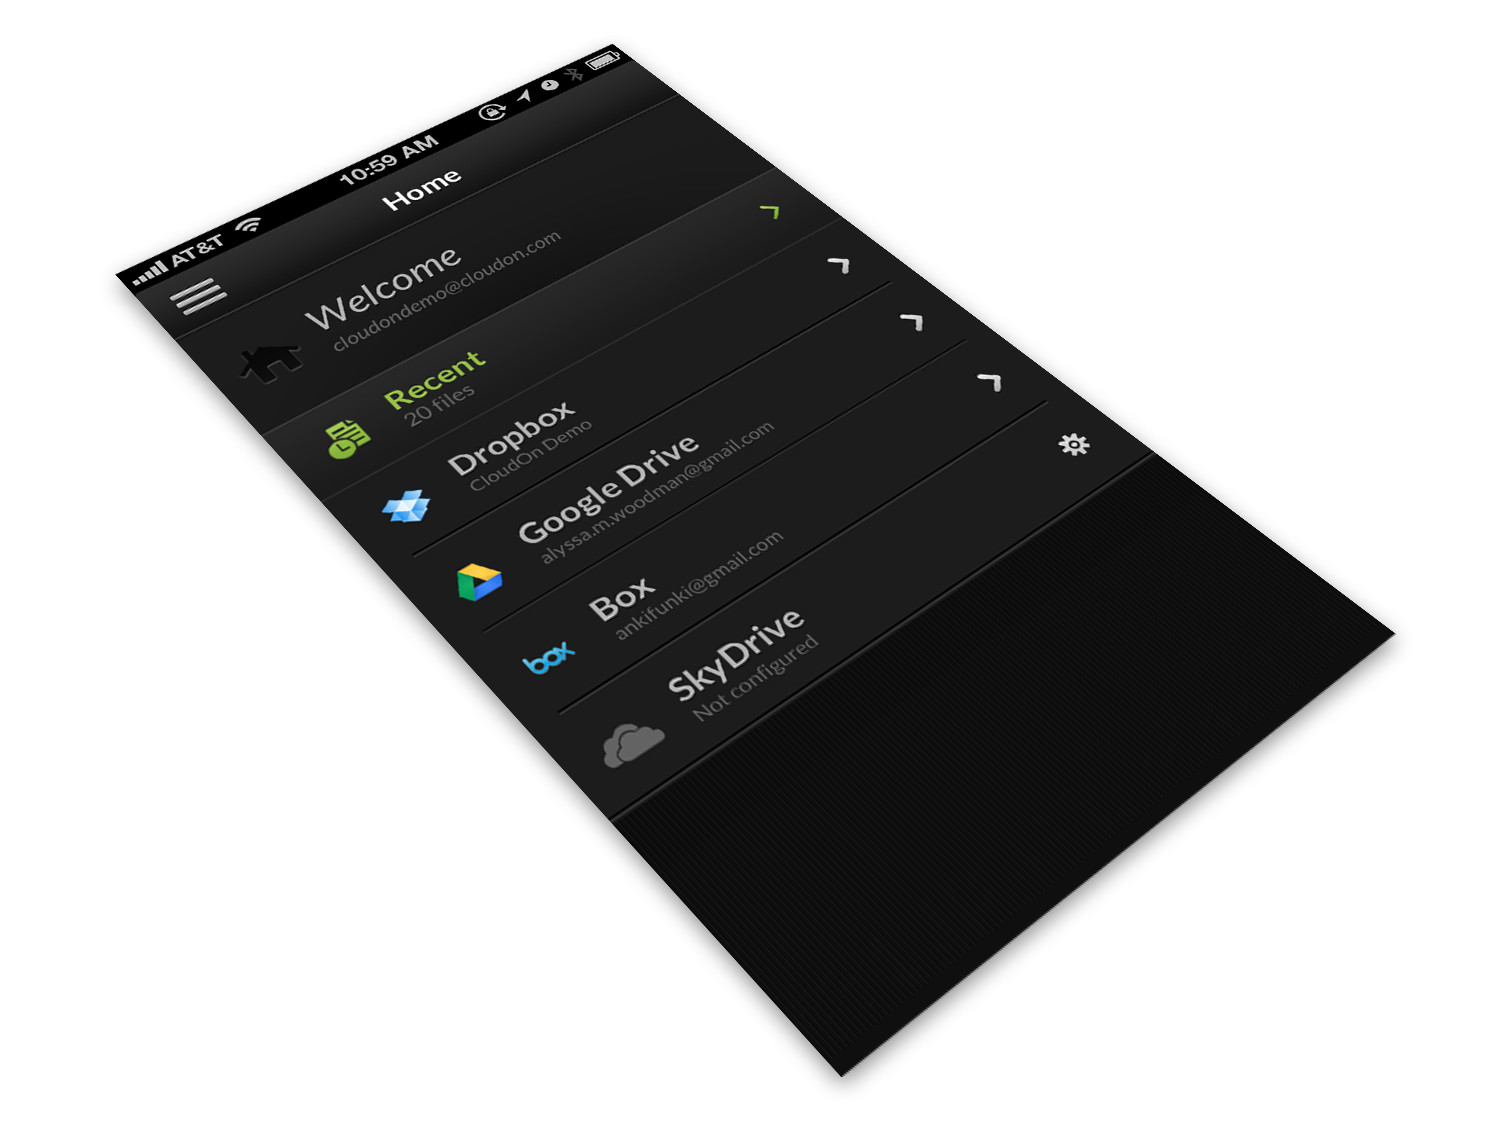 AT&T 10:59 AM
Home
Welcome
cloudondemo@cloudon.com
Recent
20 files
Dropbox
CloudOn Demo
Google Drive
alyssa.m.woodman@gmail.com
box
Box
ankifunki@gmail.com
SkyDrive
Not configured